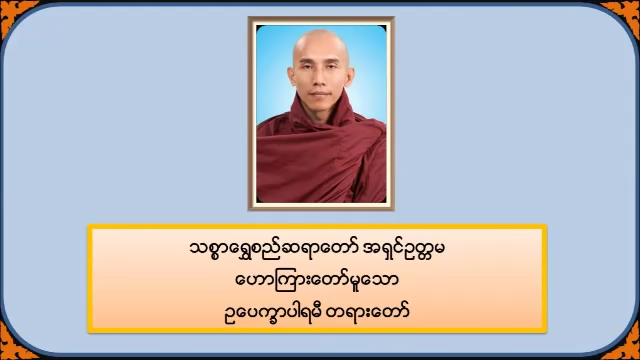 သစ္စာရွှေစည်ဆရာတော် အရှင်ဥတ္တမ
ဟောကြားတော်မူသော
ဥပေက္ခာပါရမီ တရားတော်